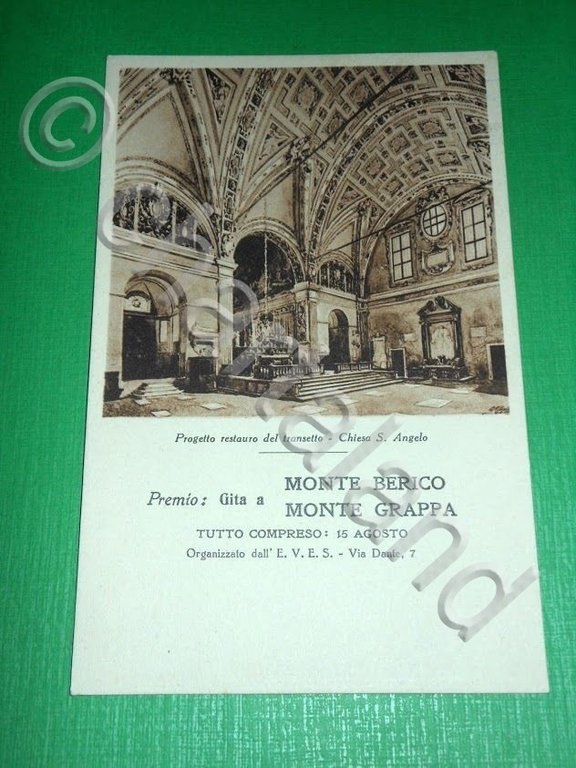 ©
Progetto restauro del transetto - Chiesa S. Angelo
Premio: Gita a MONTE BERICO
MONTE GRAPPA
TUTTO COMPRESO: 15 AGOSTO
Organizzato dall' E. V. E. S. - Via Dante, 7